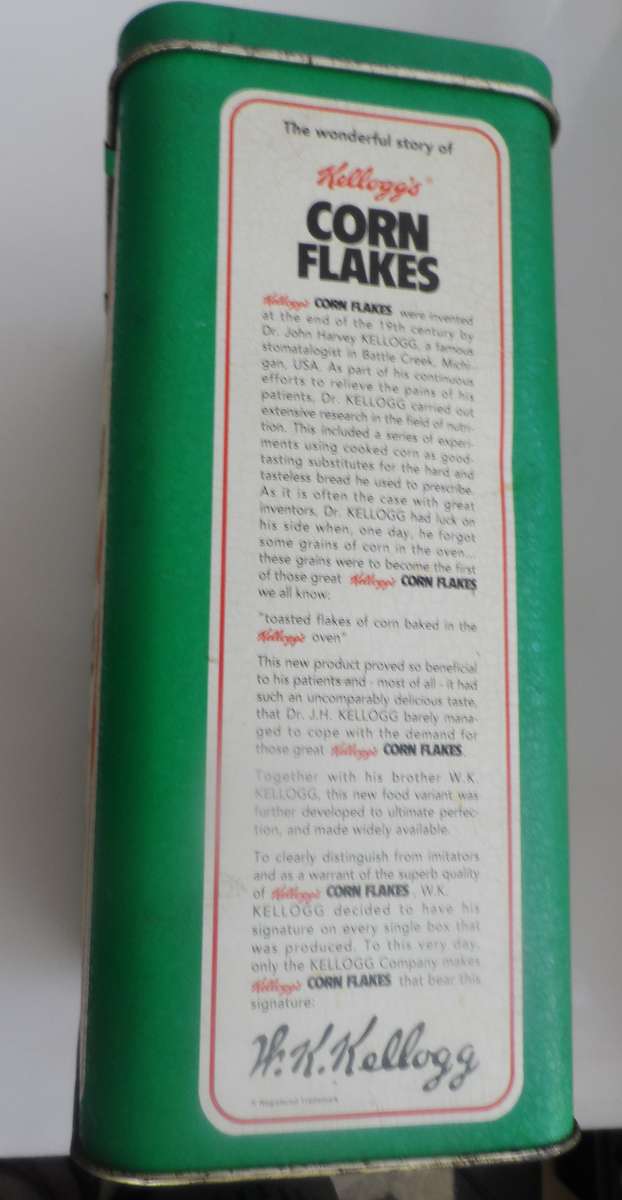 The wonderful story of
Kellogg's®
CORN
FLAKES
Kellogg's CORN FLAKES were invented
at the end of the 19th century by
Dr. John Harvey KELLOGG, a famous
stomatalogist in Battle Creek, Michi-
gan, USA. As part of his continuous
efforts to relieve the pains of his
patients, Dr. KELLOGG carried out
extensive research in the field of nutri-
tion. This included a series of experi-
ments using cooked corn as good-
tasting substitutes for the hard and
tasteless bread he used to prescribe.
As it is often the case with great
inventors, Dr. KELLOGG had luck on
his side when, one day, he forgot
some grains of corn in the oven...
these grains were to become the first
of those great Kellogg's CORN FLAKES
we all know:
"toasted flakes of corn baked in the
Kellogg's oven"
This new product proved so beneficial
to his patients and - most of all - it had
such an uncomparably delicious taste,
that Dr. J.H. KELLOGG barely mana-
ged to cope with the demand for
those great Kellogg's CORN FLAKES.
Together with his brother W.K.
KELLOGG, this new food variant was
further developed to ultimate perfec-
tion, and made widely available.
To clearly distinguish from imitators
and as a warrant of the superb quality
of Kellogg's CORN FLAKES, W.K.
KELLOGG decided to have his
signature on every single box that
was produced. To this very day,
only the KELLOGG Company makes
Kellogg's CORN FLAKES that bear this
signature:
W.K.Kellogg
® Registered Trademark